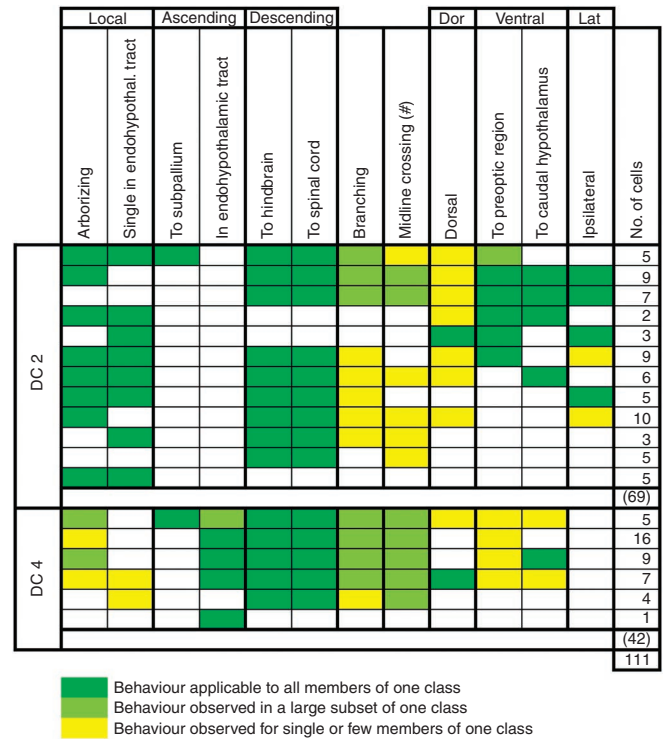 Local Ascending Descending Dor Ventral Lat
Arborizing
Single in endohypothal. tract
To subpallium
In endohypothalamic tract
To hindbrain
To spinal cord
Branching
Midline crossing (#)
Dorsal
To preoptic region
To caudal hypothalamus
Ipsilateral
No. of cells
DC 2
5
9
7
2
3
9
6
5
10
3
5
5
(69)
DC 4
5
16
9
7
4
1
(42)
111
Behaviour applicable to all members of one class
Behaviour observed in a large subset of one class
Behaviour observed for single or few members of one class